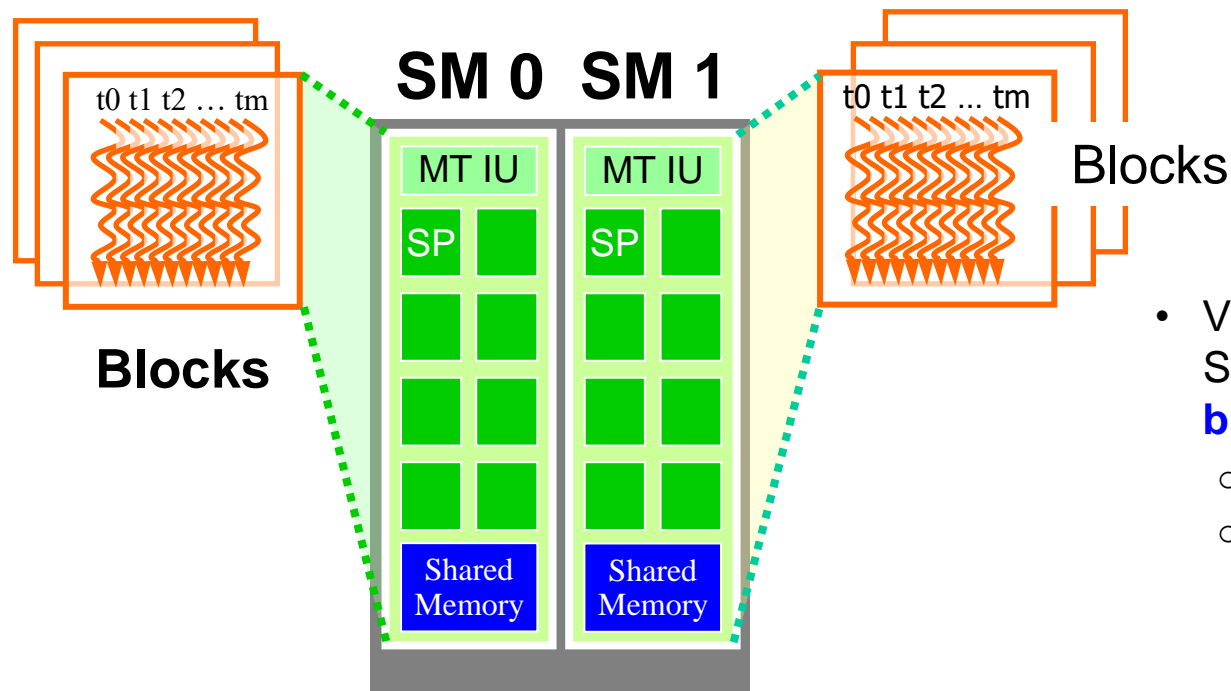 SM 0 SM 1
t0 t1 t2 … tm
t0 t1 t2 … tm
Blocks
MT IU
MT IU
SP
SP
Blocks
Shared
Memory
Shared
Memory